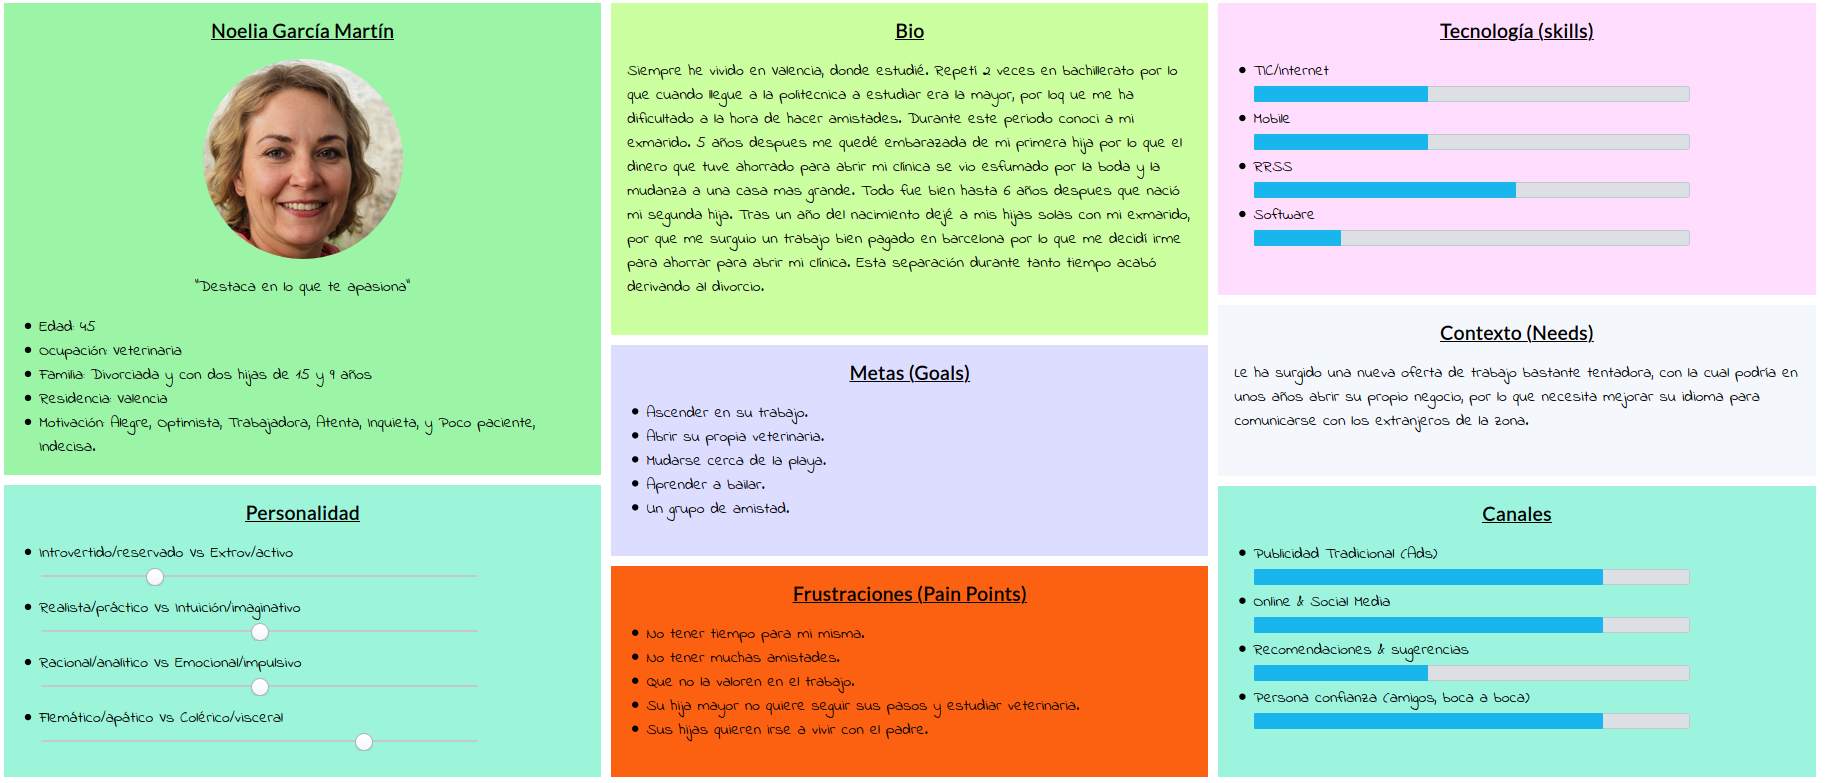 Noelia García Martín
"Destaca en lo que te apasiona"
Edad: 45
Ocupación: Veterinaria
Familia: Divorciada y con dos hijas de 15 y 9 años
Residencia: Valencia
Motivación: Alegre, Optimista, Trabajadora, Atenta, Inquieta, y Poco paciente,
Indecisa.
Personalidad
Introvertido/reservado Vs Extrov/activo
Realista/práctico Vs Intuición/imaginativo
Racional/analítico Vs Emocional/impulsivo
Flemático/apático Vs Colérico/visceral
Bio
Siempre he vivido en Valencia, donde estudié. Repetí 2 veces en bachillerato por lo
que cuando llegue a la politecnica a estudiar era la mayor, por loq ue me ha
dificultado a la hora de hacer amistades. Durante este periodo conoci a mi
exmarido. 5 años despues me quedé embarazada de mi primera hija por lo que el
dinero que tuve ahorrado para abrir mi clínica se vio esfumado por la boda y la
mudanza a una casa mas grande. Todo fue bien hasta 6 años despues que nació
mi segunda hija. Tras un año del nacimiento dejé a mis hijas solas con mi exmarido,
por que me surguio un trabajo bien pagado en barcelona por lo que me decidí irme
para ahorrar para abrir mi clínica. Esta separación durante tanto tiempo acabó
derivando al divorcio.
Metas (Goals)
Ascender en su trabajo.
Abrir su propia veterinaria.
Mudarse cerca de la playa.
Aprender a bailar.
Un grupo de amistad.
Frustraciones (Pain Points)
No tener tiempo para mi misma.
No tener muchas amistades.
Que no la valoren en el trabajo.
Su hija mayor no quiere seguir sus pasos y estudiar veterinaria.
Sus hijas quieren irse a vivir con el padre.
Tecnología (skills)
TIC/Internet
Mobile
RRSS
Software
Contexto (Needs)
Le ha surgido una nueva oferta de trabajo bastante tentadora, con la cual podría en
unos años abrir su propio negocio, por lo que necesita mejorar su idioma para
comunicarse con los extranjeros de la zona.
Canales
Publicidad Tradicional (Ads)
Online & Social Media
Recomendaciones & sugerencias
Persona confianza (amigos, boca a boca)